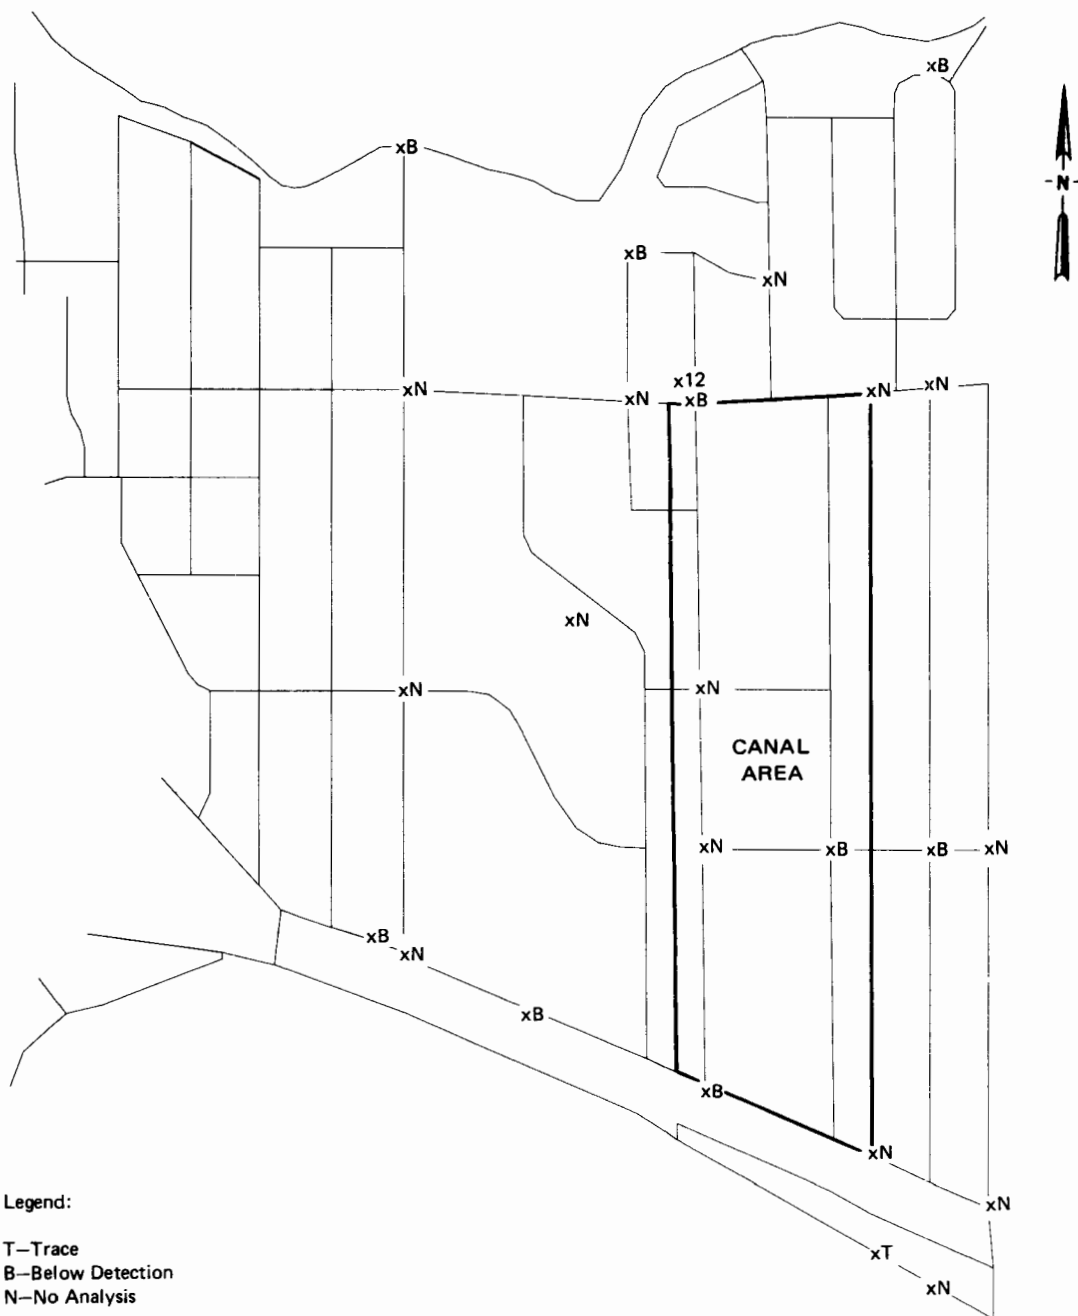 xB
xB
-N-
xB
xN
x12
xN
xN
xN
xB
xN
xN
xN
xN
CANAL
AREA
xN
xB
xB
xN
xB
xN
xB
xB
xN
xN
xT
xN
Legend:
T—Trace
B—Below Detection
N—No Analysis